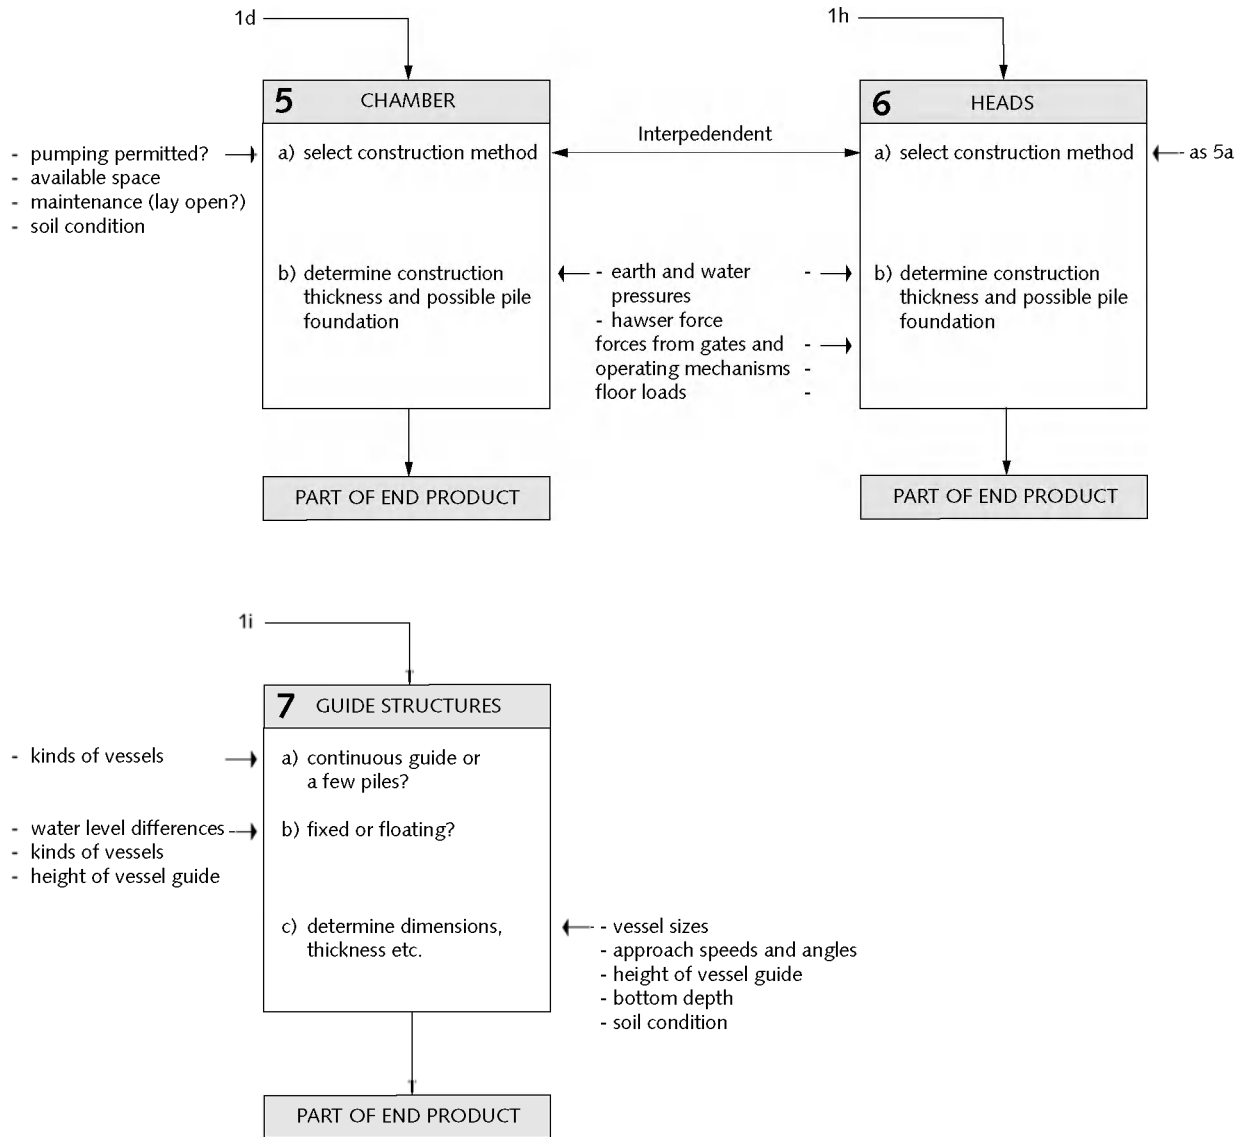 1d
1h
5 CHAMBER
6 HEADS
Interpedendent
- pumping permitted?
- available space
- maintenance (lay open?)
- soil condition
a) select construction method
a) select construction method
- as 5a
b) determine construction
thickness and possible pile
foundation
- earth and water -
pressures
- hawser force
forces from gates and -
operating mechanisms -
floor loads -
b) determine construction
thickness and possible pile
foundation
PART OF END PRODUCT
PART OF END PRODUCT
1i
7 GUIDE STRUCTURES
- kinds of vessels
a) continuous guide or
a few piles?
- water level differences
- kinds of vessels
- height of vessel guide
b) fixed or floating?
c) determine dimensions,
thickness etc.
- vessel sizes
- approach speeds and angles
- height of vessel guide
- bottom depth
- soil condition
PART OF END PRODUCT